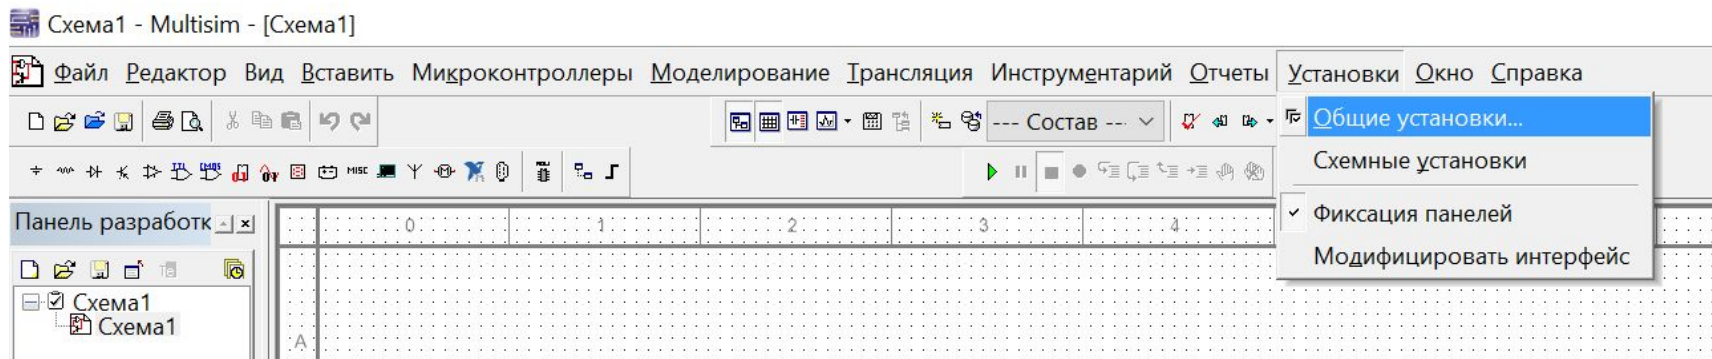 Схема1 - Multisim - [Схема1]
Файл Редактор Вид Вставить Микроконтроллеры Моделирование Трансляция Инструментарий Отчеты Установки Окно Справка
--- Состав ---
Общие установки...
Схемные установки
Фиксация панелей
Модифицировать интерфейс
MISC
Панель разработк
0 1 2 3 4
Схема1
Схема1
A